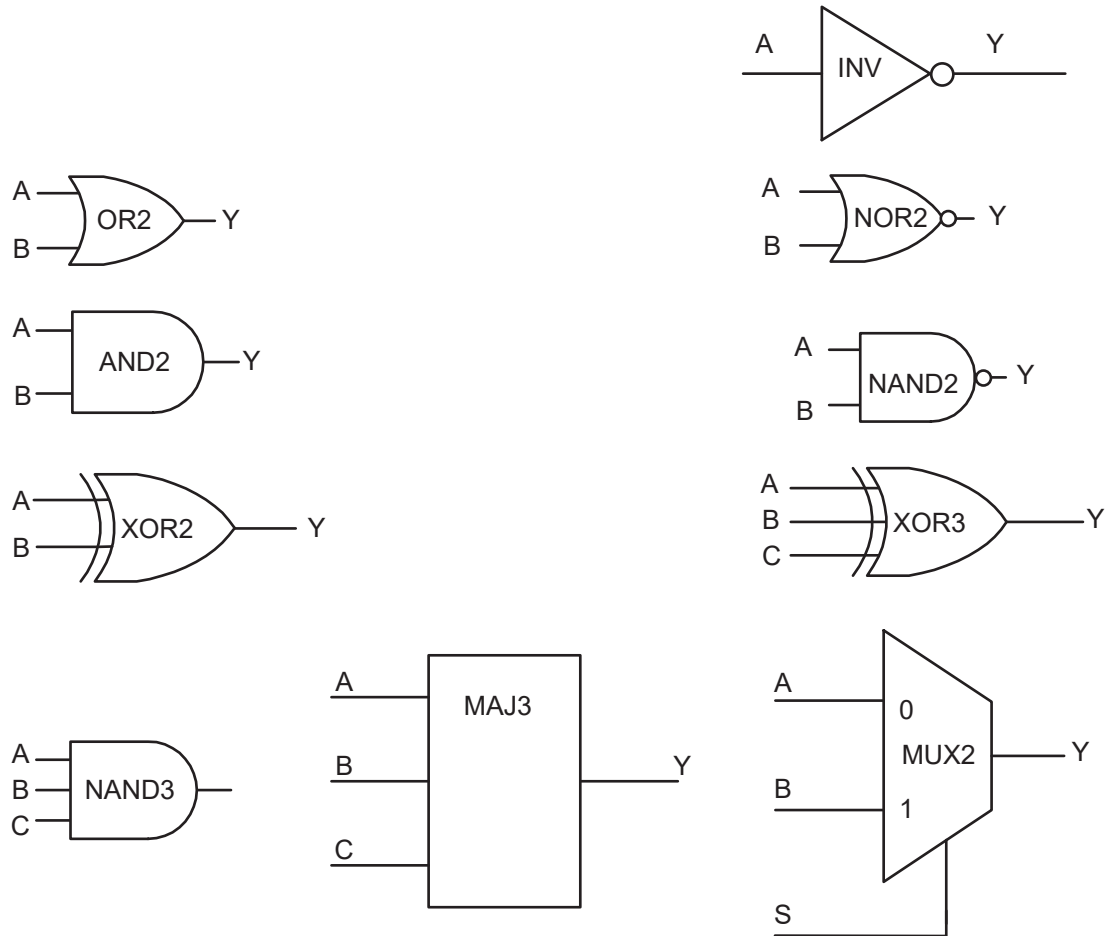 A INV Y
A OR2 Y
B
A NOR2 Y
B
A AND2 Y
B
A NAND2 Y
B
A XOR2 Y
B
A
B XOR3 Y
C
A
B NAND3
C
A MAJ3
B Y
C
A 0
MUX2 Y
B 1
S